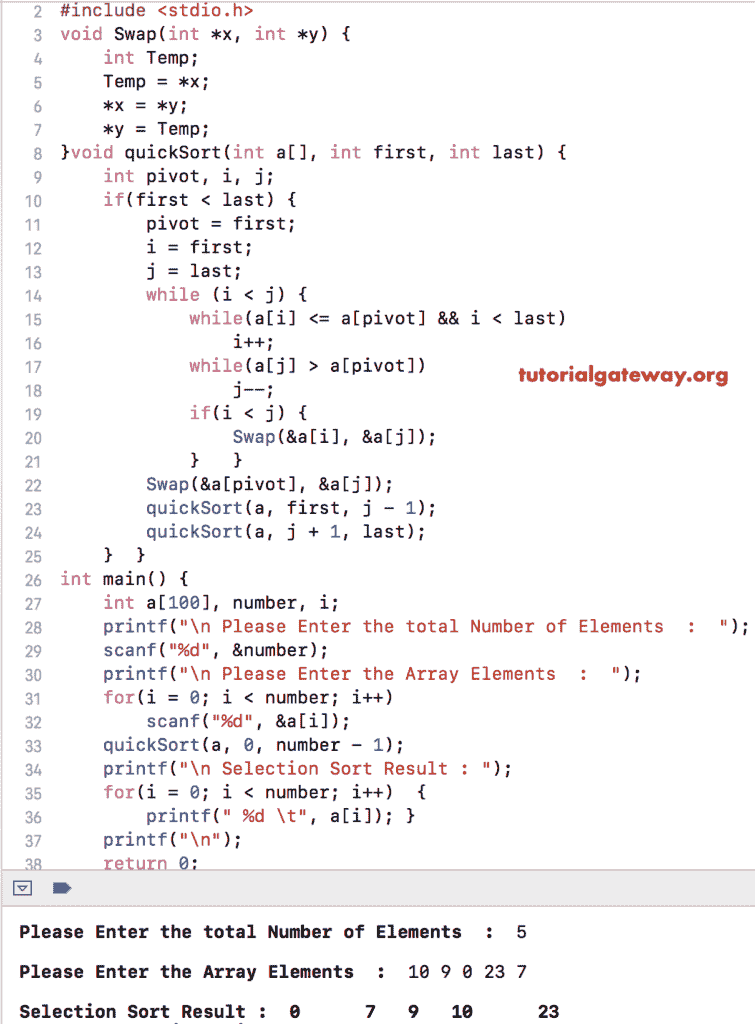 2 #include <stdio.h>
3 void Swap(int *x, int *y) {
4     int Temp;
5     Temp = *x;
6     *x = *y;
7     *y = Temp;
8 }void quickSort(int a[], int first, int last) {
9     int pivot, i, j;
10     if(first < last) {
11         pivot = first;
12         i = first;
13         j = last;
14         while (i < j) {
15             while(a[i] <= a[pivot] && i < last)
16                 i++;
17             while(a[j] > a[pivot])
tutorialgateway.org
18                 j--;
19             if(i < j) {
20                 Swap(&a[i], &a[j]);
21             }   }
22         Swap(&a[pivot], &a[j]);
23         quickSort(a, first, j - 1);
24         quickSort(a, j + 1, last);
25     }  }
26 int main() {
27     int a[100], number, i;
28     printf("\n Please Enter the total Number of Elements  :  ");
29     scanf("%d", &number);
30     printf("\n Please Enter the Array Elements  :  ");
31     for(i = 0; i < number; i++)
32         scanf("%d", &a[i]);
33     quickSort(a, 0, number - 1);
34     printf("\n Selection Sort Result : ");
35     for(i = 0; i < number; i++)  {
36         printf(" %d \t", a[i]); }
37     printf("\n");
38     return 0;
Please Enter the total Number of Elements  :  5
Please Enter the Array Elements  :  10 9 0 23 7
Selection Sort Result :  0      7   9   10      23